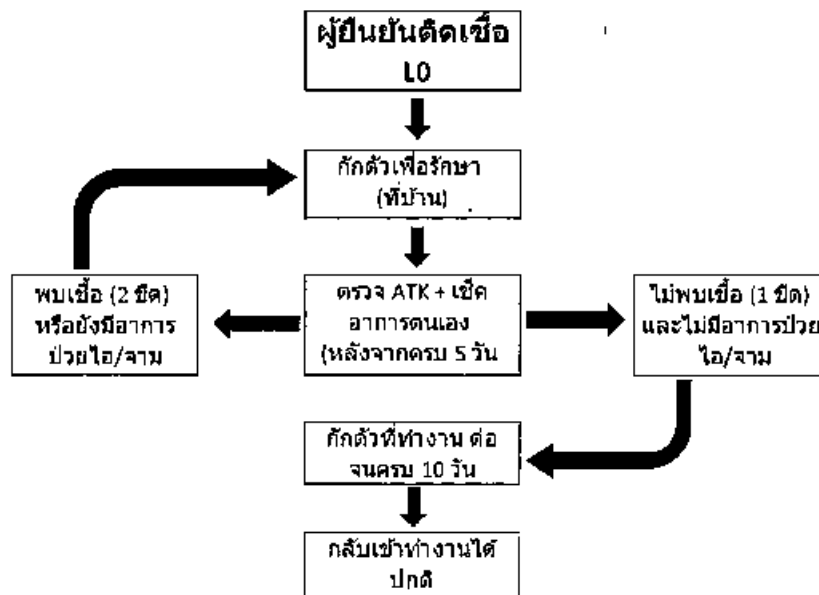 ผู้ยืนยันติดเชื้อ
L0
กักตัวเพื่อรักษา
(ที่บ้าน)
พบเชื้อ (2 ขีด)
หรือยังมีอาการ
ป่วยไอ/จาม
ตรวจ ATK + เช็ค
อาการตนเอง
(หลังจากครบ 5 วัน
ไม่พบเชื้อ (1 ขีด)
และไม่มีอาการป่วย
ไอ/จาม
กักตัวที่ทำงาน ต่อ
จนครบ 10 วัน
กลับเข้าทำงานได้
ปกติ